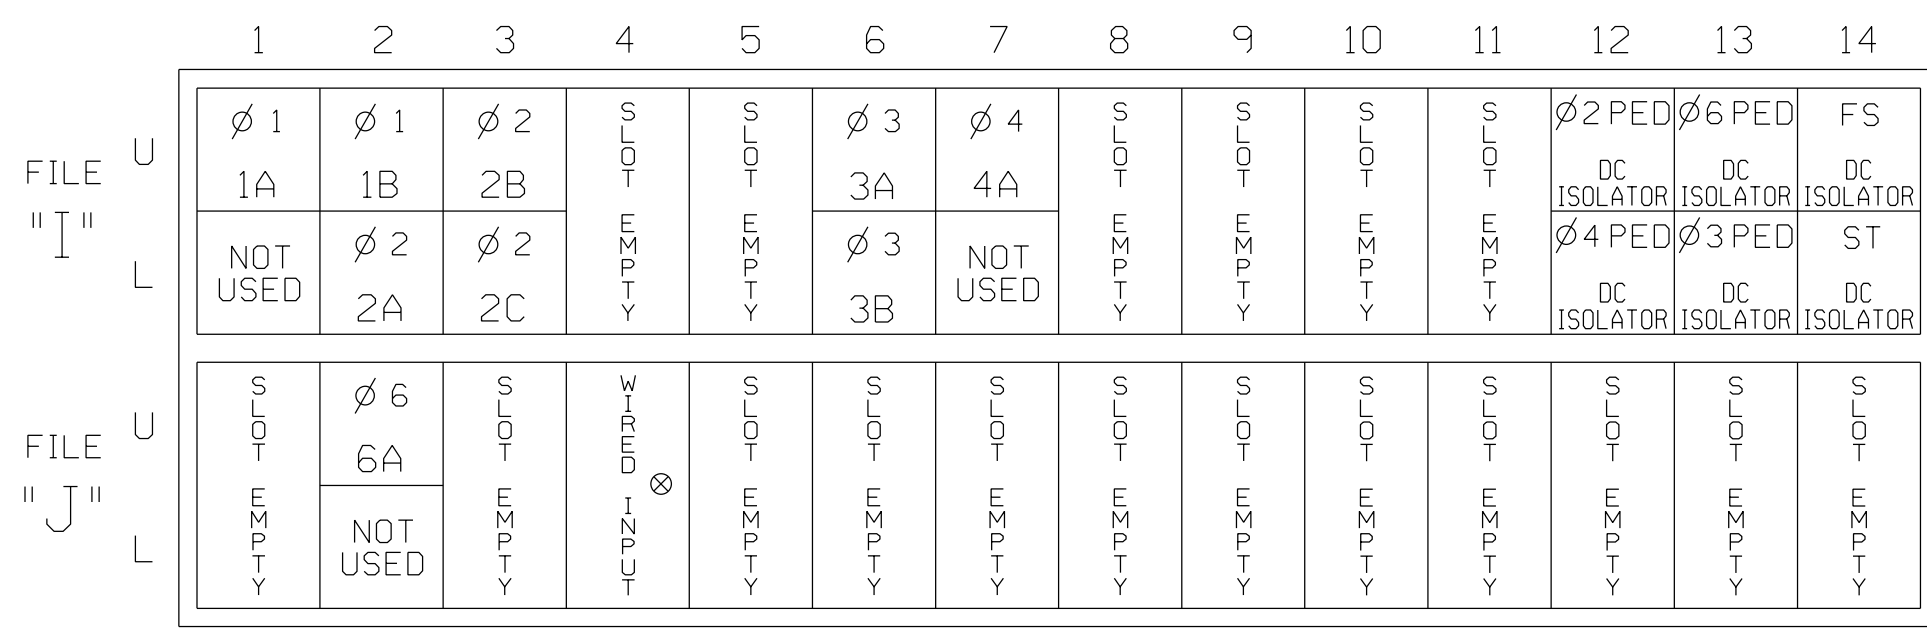 1 2 3 4 5 6 7 8 9 10 11 12 13 14
FILE
"I"
U
L
Ø 1
1A
NOT
USED
Ø 1
1B
Ø 2
2A
Ø 2
2B
Ø 2
2C
SLOT EMPTY
SLOT EMPTY
Ø 3
3A
Ø 3
3B
Ø 4
4A
NOT
USED
SLOT EMPTY
SLOT EMPTY
SLOT EMPTY
SLOT EMPTY
Ø2 PED
DC
ISOLATOR
Ø4 PED
DC
ISOLATOR
Ø6 PED
DC
ISOLATOR
Ø3 PED
DC
ISOLATOR
FS
DC
ISOLATOR
ST
DC
ISOLATOR
FILE
"J"
U
L
SLOT EMPTY
Ø 6
6A
NOT
USED
SLOT EMPTY
WIRED INPUT
⊗
SLOT EMPTY
SLOT EMPTY
SLOT EMPTY
SLOT EMPTY
SLOT EMPTY
SLOT EMPTY
SLOT EMPTY
SLOT EMPTY
SLOT EMPTY
SLOT EMPTY